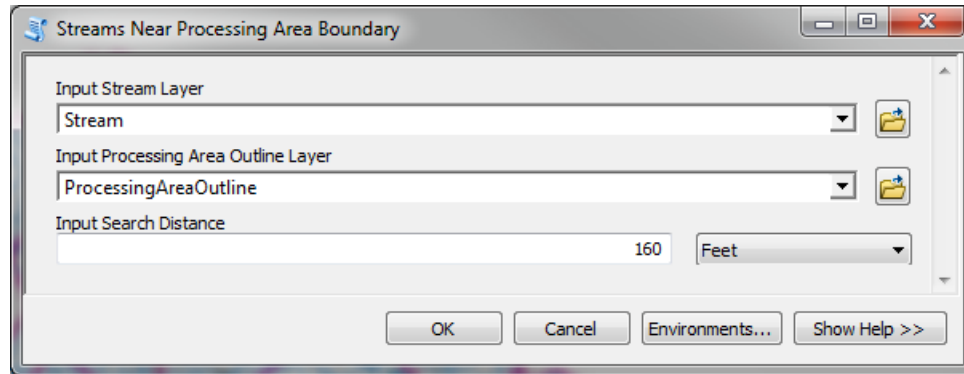 Streams Near Processing Area Boundary
Input Stream Layer
Stream
Input Processing Area Outline Layer
ProcessingAreaOutline
Input Search Distance
160 Feet
OK Cancel Environments... Show Help >>